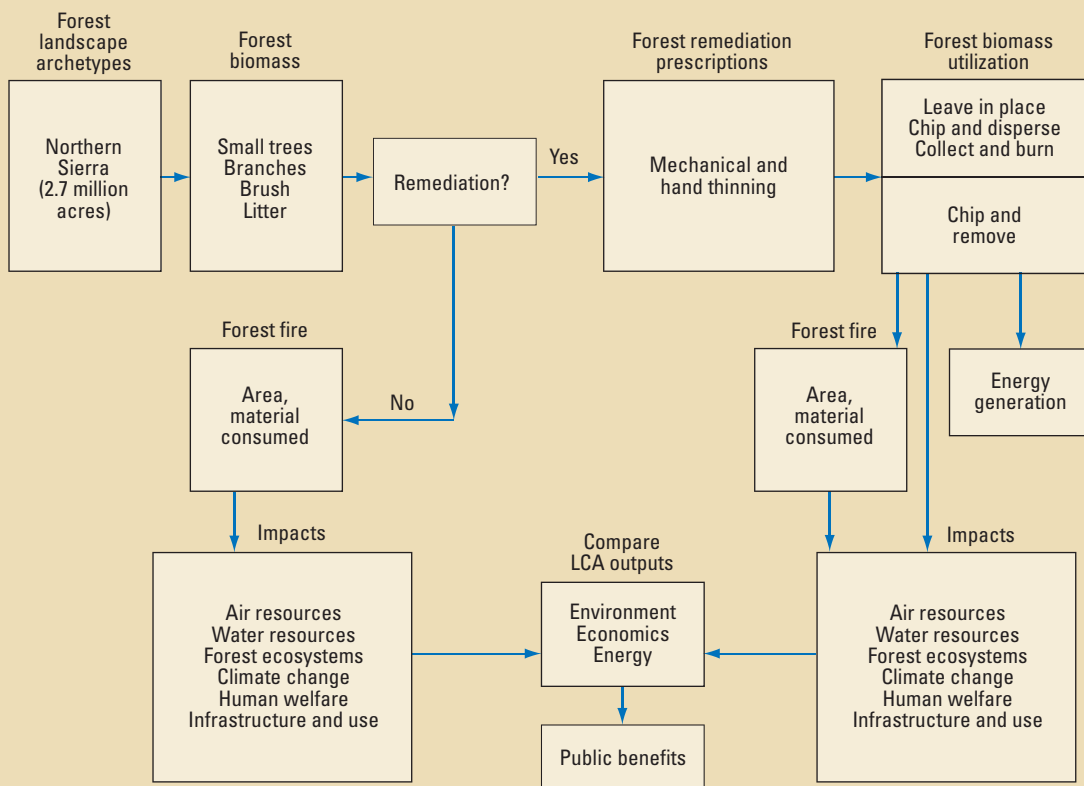 Forest
landscape
archetypes
Northern
Sierra
(2.7 million
acres)
Forest
biomass
Small trees
Branches
Brush
Litter
Remediation?
Yes
Forest remediation
prescriptions
Mechanical and
hand thinning
Forest biomass
utilization
Leave in place
Chip and disperse
Collect and burn
Chip and
remove
Forest fire
Area,
material
consumed
No
Forest fire
Area,
material
consumed
Energy
generation
Impacts
Air resources
Water resources
Forest ecosystems
Climate change
Human welfare
Infrastructure and use
Compare
LCA outputs
Environment
Economics
Energy
Public benefits
Impacts
Air resources
Water resources
Forest ecosystems
Climate change
Human welfare
Infrastructure and use